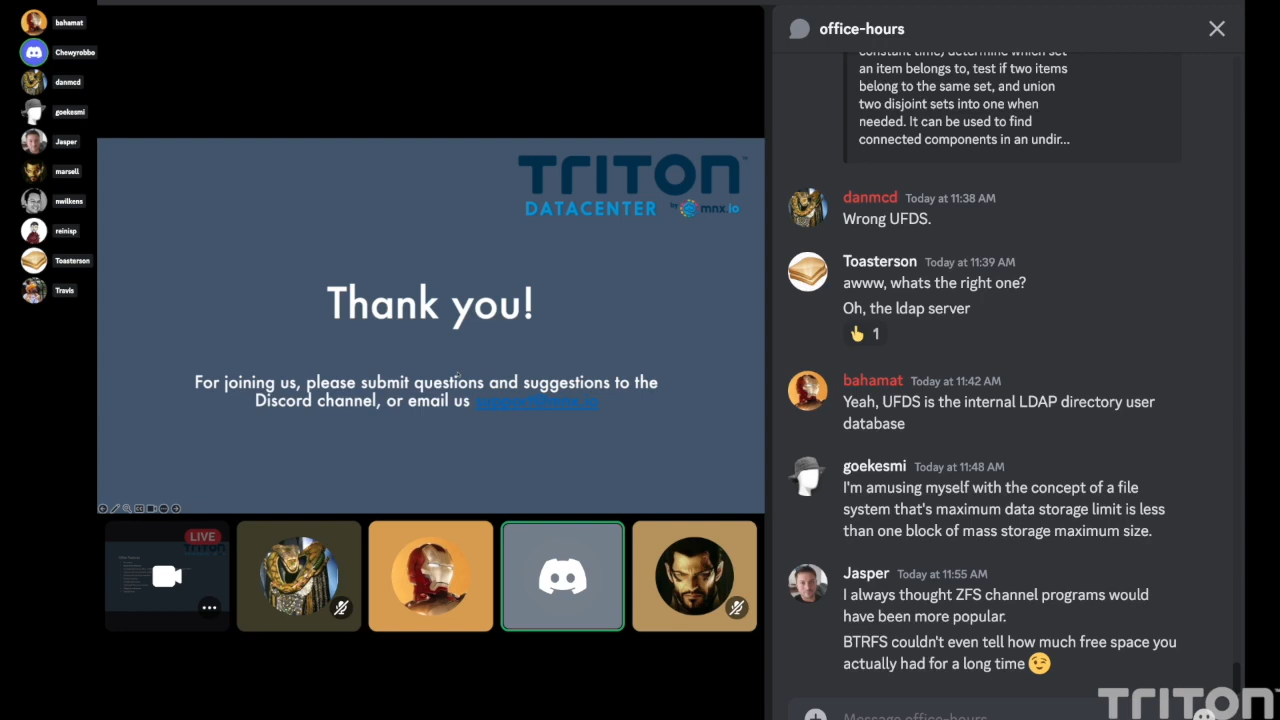 bahamat
Chewyrobbo
danmcd
goekesmi
Jasper
marsell
nwilkens
reinisp
Toasterson
Travis
TRITON
DATACENTER by mnx.io
Thank you!
For joining us, please submit questions and suggestions to the
Discord channel, or email us
LIVE
office-hours
constant time) determine which set
an item belongs to, test if two items
belong to the same set, and union
two disjoint sets into one when
needed. It can be used to find
connected components in an undir...
danmcd Today at 11:38 AM
Wrong UFDS.
Toasterson Today at 11:39 AM
awww, whats the right one?
Oh, the ldap server
👆 1
bahamat Today at 11:42 AM
Yeah, UFDS is the internal LDAP directory user
database
goekesmi Today at 11:48 AM
I'm amusing myself with the concept of a file
system that's maximum data storage limit is less
than one block of mass storage maximum size.
Jasper Today at 11:55 AM
I always thought ZFS channel programs would
have been more popular.
BTRFS couldn't even tell how much free space you
actually had for a long time 😉
Message office-hours
TRITON